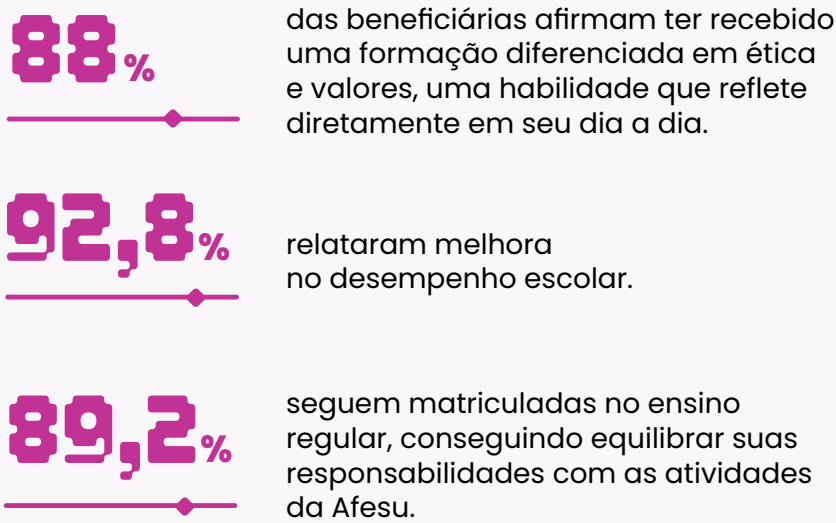 88%
das beneficiárias afirmam ter recebido
uma formação diferenciada em ética
e valores, uma habilidade que reflete
diretamente em seu dia a dia.
92,8%
relataram melhora
no desempenho escolar.
89,2%
seguem matriculadas no ensino
regular, conseguindo equilibrar suas
responsabilidades com as atividades
da Afesu.